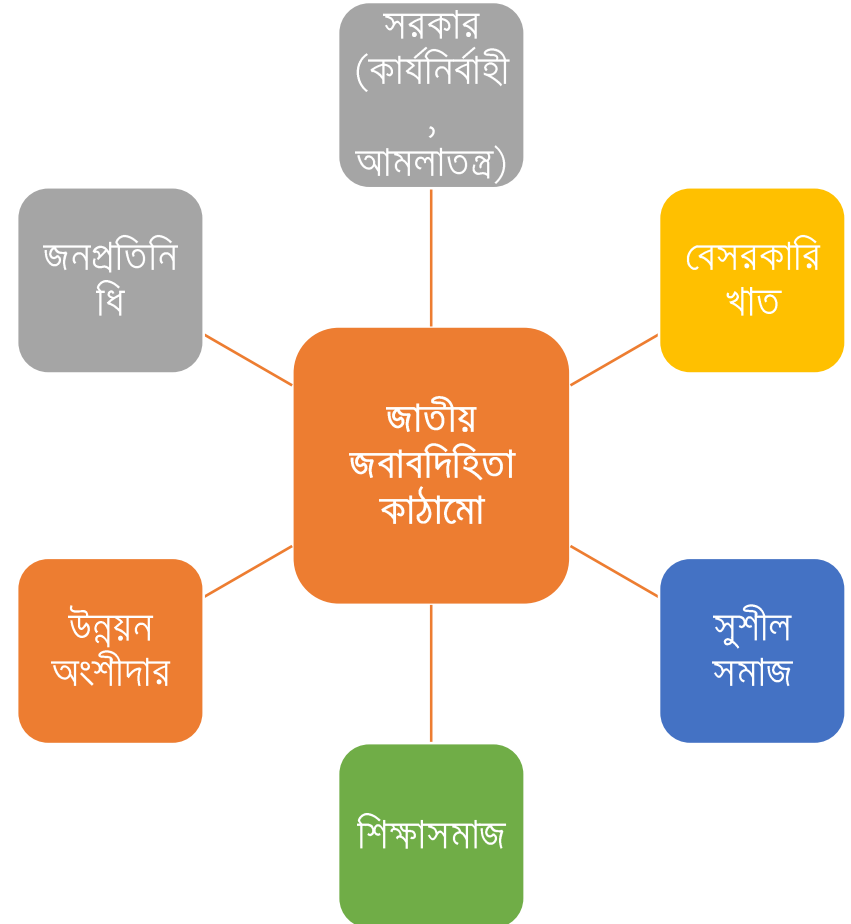 সরকার
(কার্যনির্বাহী
,
আমলাতন্ত্র)
জনপ্রতিনি
ধি
বেসরকারি
খাত
জাতীয়
জবাবদিহিতা
কাঠামো
উন্নয়ন
অংশীদার
সুশীল
সমাজ
শিক্ষাসমাজ